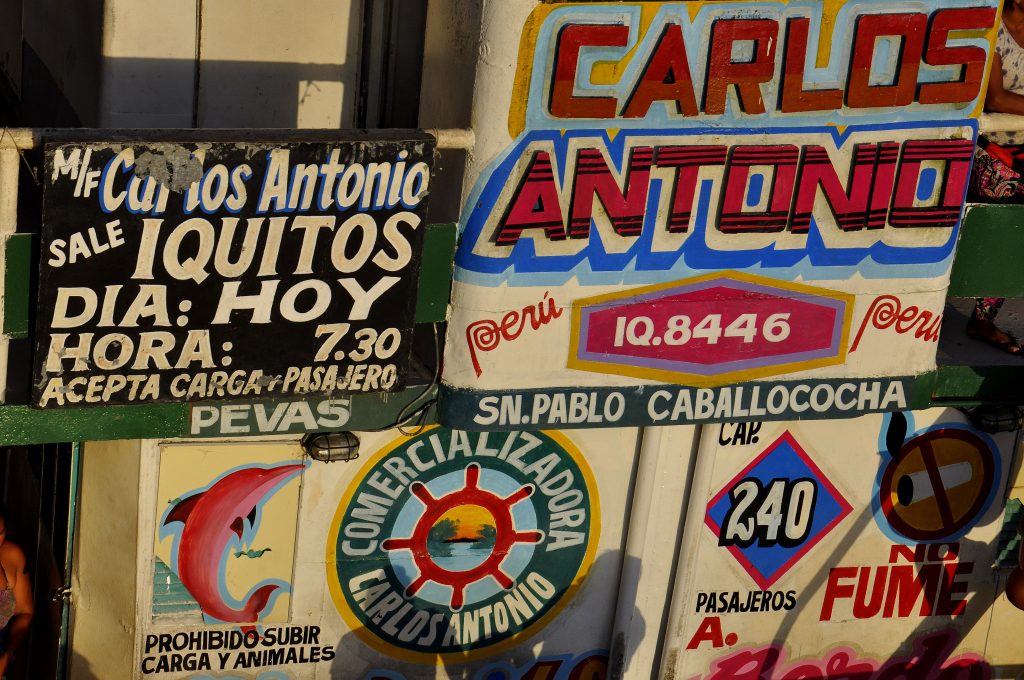 M/F Carlos Antonio
SALE IQUITOS
DIA: HOY
HORA: 7.30
ACEPTA CARGA Y PASAJERO
PEVAS
CARLOS
ANTONIO
perú
IQ.8446
perú
SN.PABLO CABALLOCOCHA
COMERCIALIZADORA
CARLOS ANTONIO
PROHIBIDO SUBIR
CARGA Y ANIMALES
CAP.
240
PASAJEROS
NO
FUME
A.
Bordo